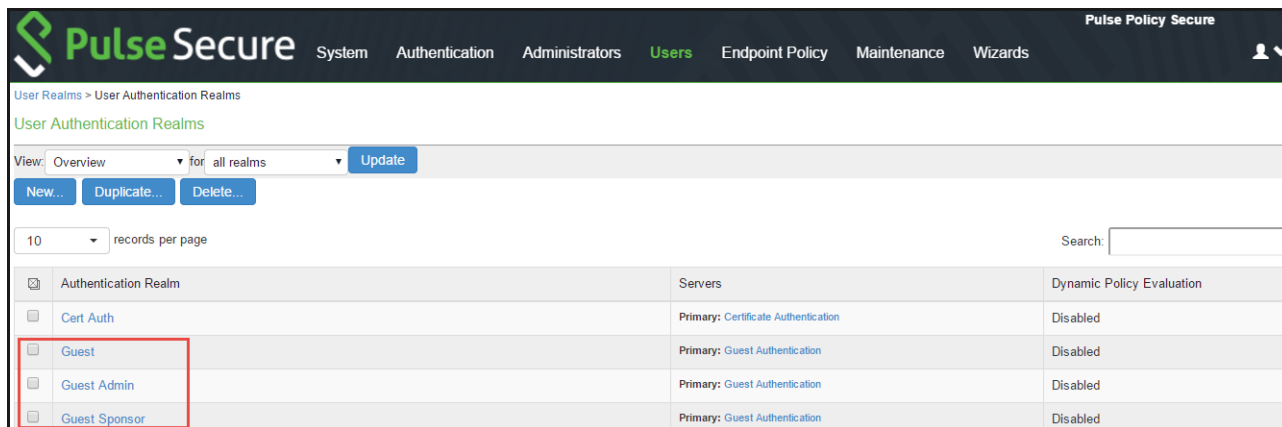 Pulse Policy Secure
Pulse Secure System Authentication Administrators Users Endpoint Policy Maintenance Wizards
User Realms > User Authentication Realms
User Authentication Realms
View: Overview for all realms Update
New... Duplicate... Delete...
10 records per page Search:
Authentication Realm Servers Dynamic Policy Evaluation
Cert Auth Primary: Certificate Authentication Disabled
Guest Primary: Guest Authentication Disabled
Guest Admin Primary: Guest Authentication Disabled
Guest Sponsor Primary: Guest Authentication Disabled